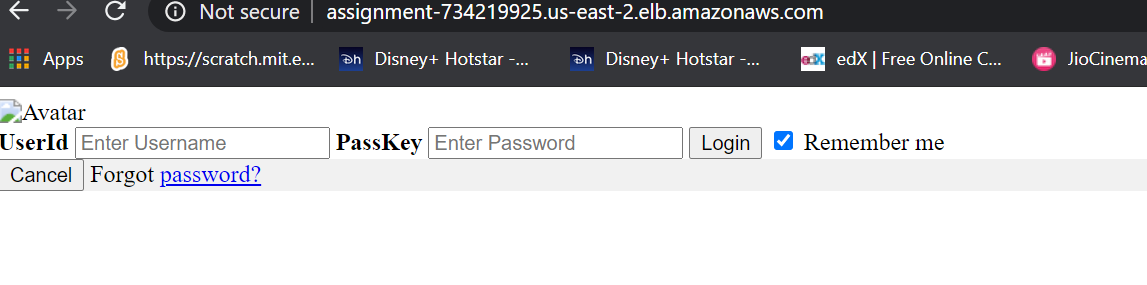 Not secure | assignment-734219925.us-east-2.elb.amazonaws.com
Apps https://scratch.mit.e... Disney+ Hotstar -... Disney+ Hotstar -... edX | Free Online C... JioCinema
Avatar
UserId Enter Username PassKey Enter Password Login Remember me
Cancel Forgot password?